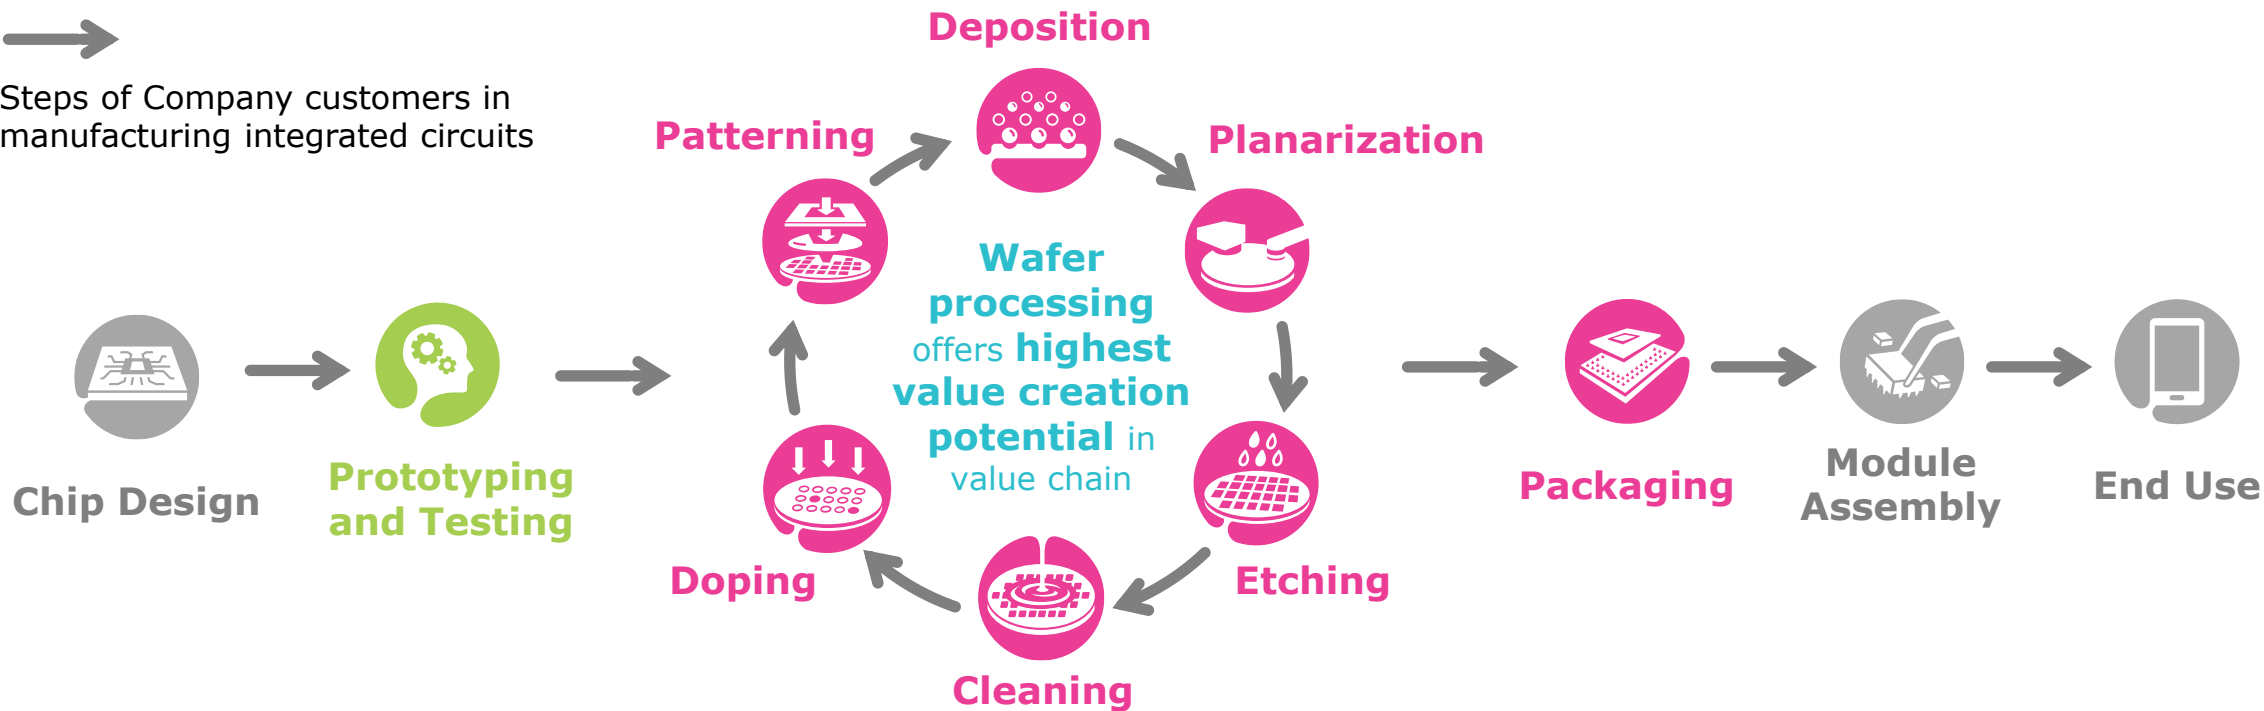 Steps of Company customers in
manufacturing integrated circuits
Chip Design
Prototyping
and Testing
Patterning
Deposition
Planarization
Etching
Cleaning
Doping
Wafer
processing
offers highest
value creation
potential in
value chain
Packaging
Module
Assembly
End Use